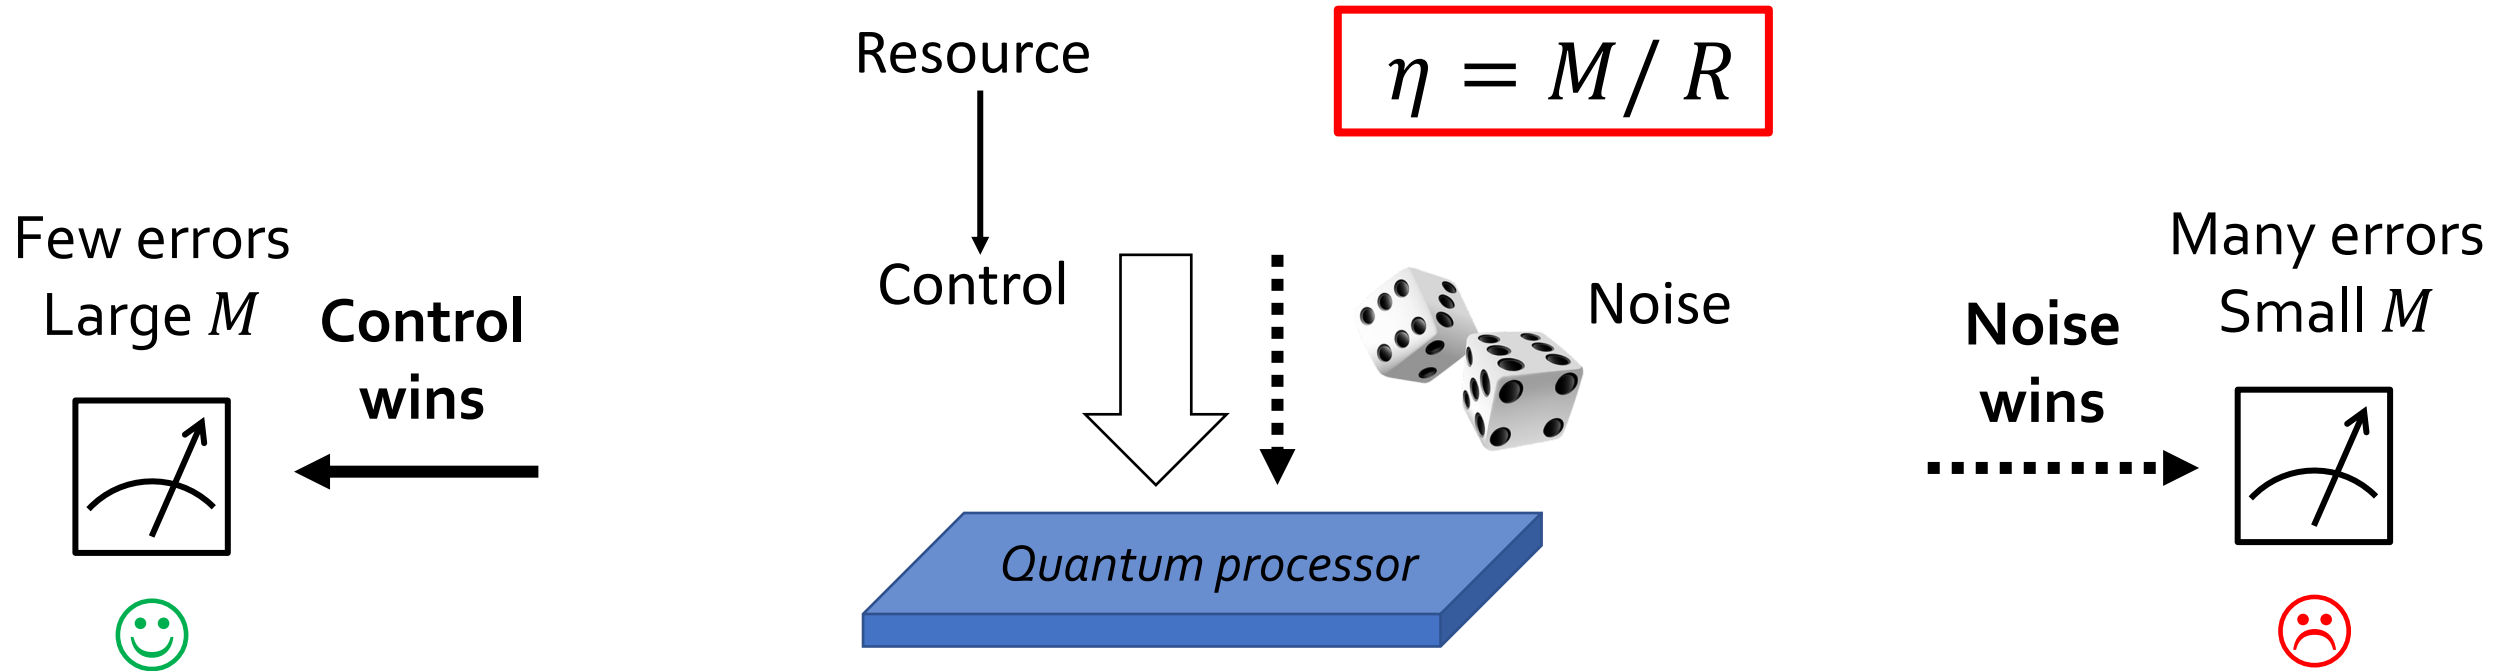 Resource
η = M/ R
Few errors
Large M
Control
wins
Control
Noise
Many errors
Small M
Noise
wins
Quantum processor